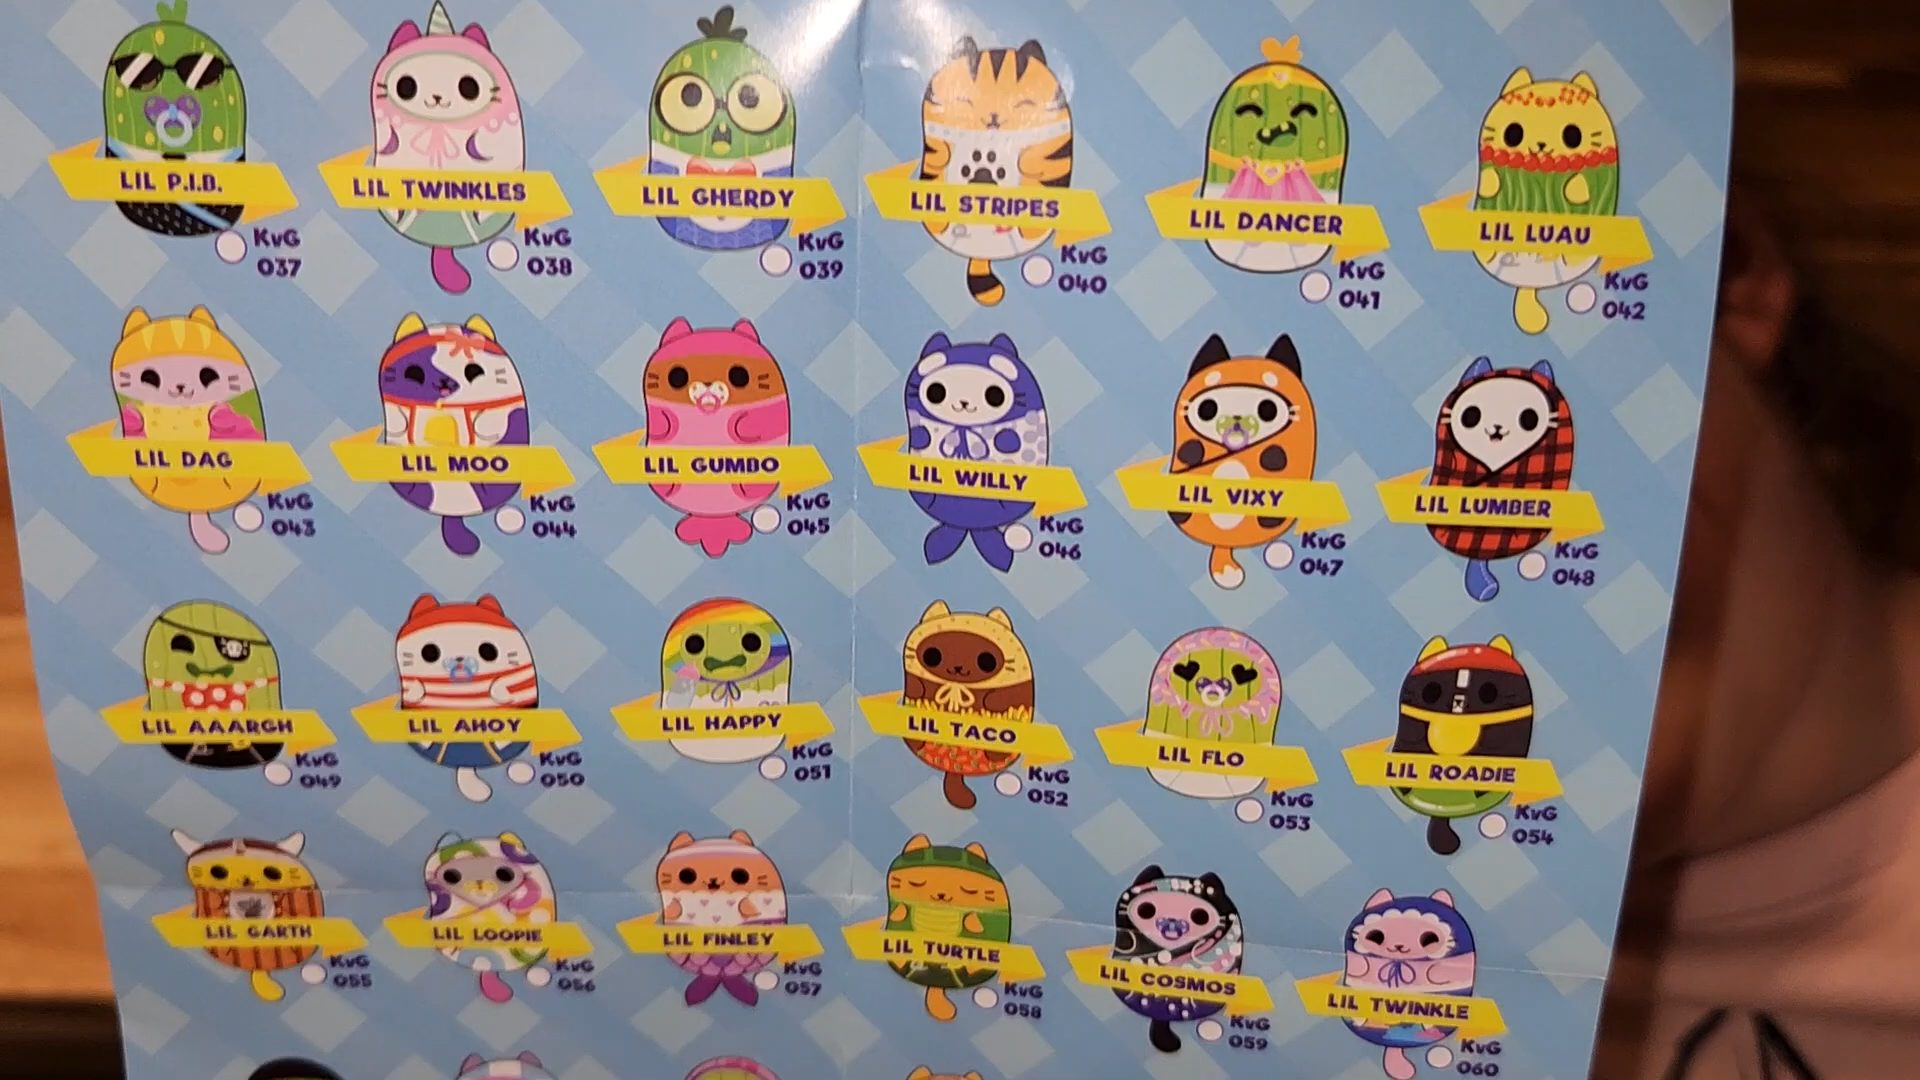 LIL P.I.B.
KvG
037
LIL TWINKLES
KvG
038
LIL GHERDY
KvG
039
LIL STRIPES
KvG
040
LIL DANCER
KvG
041
LIL LUAU
KvG
042
LIL DAG
KvG
043
LIL MOO
KvG
044
LIL GUMBO
KvG
045
LIL WILLY
KvG
046
LIL VIXY
KvG
047
LIL LUMBER
KvG
048
LIL AAARGH
KvG
049
LIL AHOY
KvG
050
LIL HAPPY
KvG
051
LIL TACO
KvG
052
LIL FLO
KvG
053
LIL ROADIE
KvG
054
LIL GARTH
KvG
055
LIL LOOPIE
KvG
056
LIL FINLEY
KvG
057
LIL TURTLE
KvG
058
LIL COSMOS
KvG
059
LIL TWINKLE
KvG
060